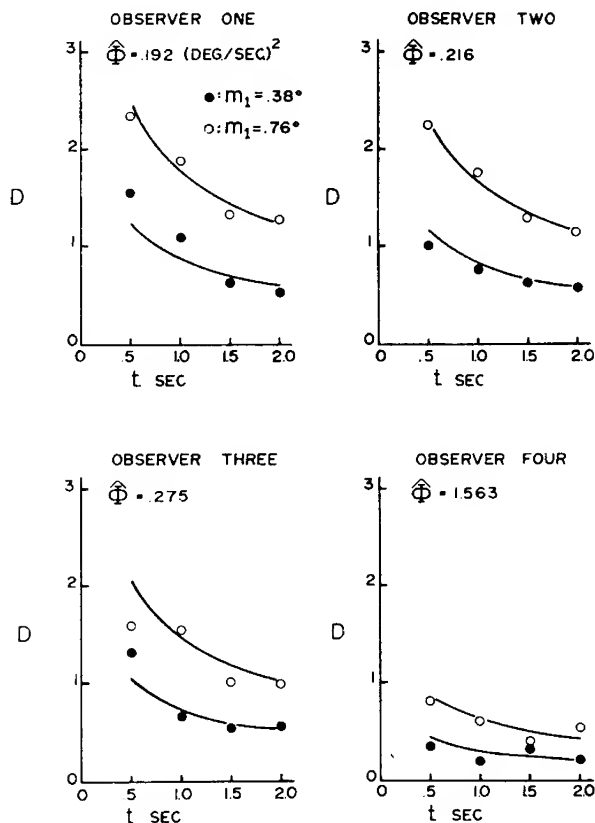 OBSERVER ONE
Φ̂ = .192 (DEG./SEC.)²
●: m₁ = .38°
○: m₁ = .76°
3
2
D
1
0
0 .5 1.0 1.5 2.0
t SEC
OBSERVER TWO
Φ̂ = .216
3
2
D
1
0
0 .5 1.0 1.5 2.0
t SEC
OBSERVER THREE
Φ̂ = .275
3
2
D
1
0
0 .5 1.0 1.5 2.0
t SEC
OBSERVER FOUR
Φ̂ = 1.563
3
2
D
1
0
0 .5 1.0 1.5 2.0
t SEC